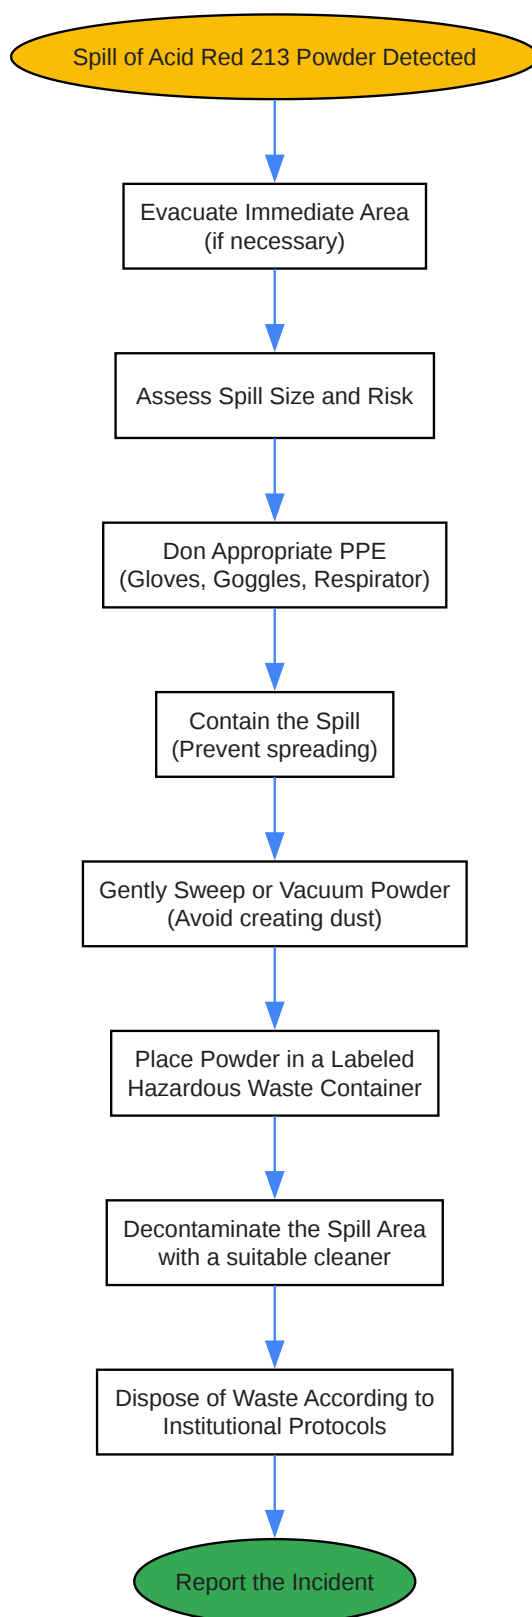 Spill of Acid Red 213 Powder Detected
Evacuate Immediate Area
(if necessary)
Assess Spill Size and Risk
Don Appropriate PPE
(Gloves, Goggles, Respirator)
Contain the Spill
(Prevent spreading)
Gently Sweep or Vacuum Powder
(Avoid creating dust)
Place Powder in a Labeled
Hazardous Waste Container
Decontaminate the Spill Area
with a suitable cleaner
Dispose of Waste According to
Institutional Protocols
Report the Incident